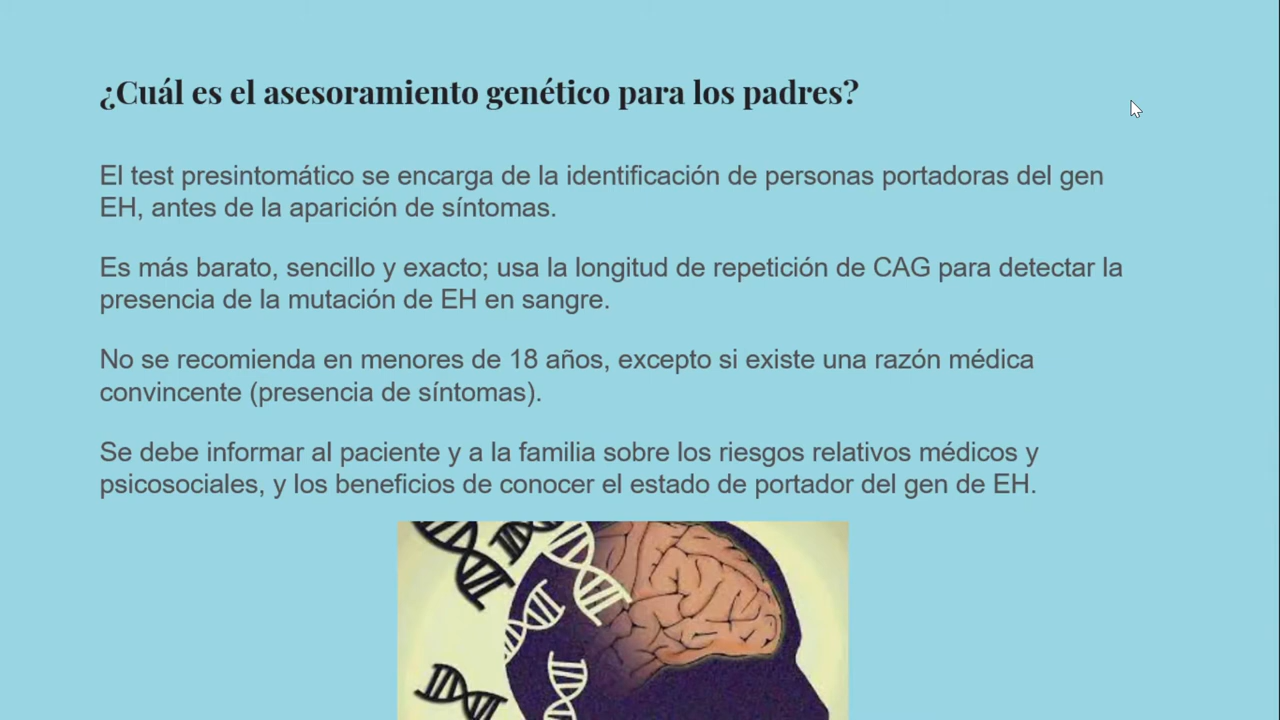 ¿Cuál es el asesoramiento genético para los padres?
El test presintomático se encarga de la identificación de personas portadoras del gen
EH, antes de la aparición de síntomas.
Es más barato, sencillo y exacto; usa la longitud de repetición de CAG para detectar la
presencia de la mutación de EH en sangre.
No se recomienda en menores de 18 años, excepto si existe una razón médica
convincente (presencia de síntomas).
Se debe informar al paciente y a la familia sobre los riesgos relativos médicos y
psicosociales, y los beneficios de conocer el estado de portador del gen de EH.